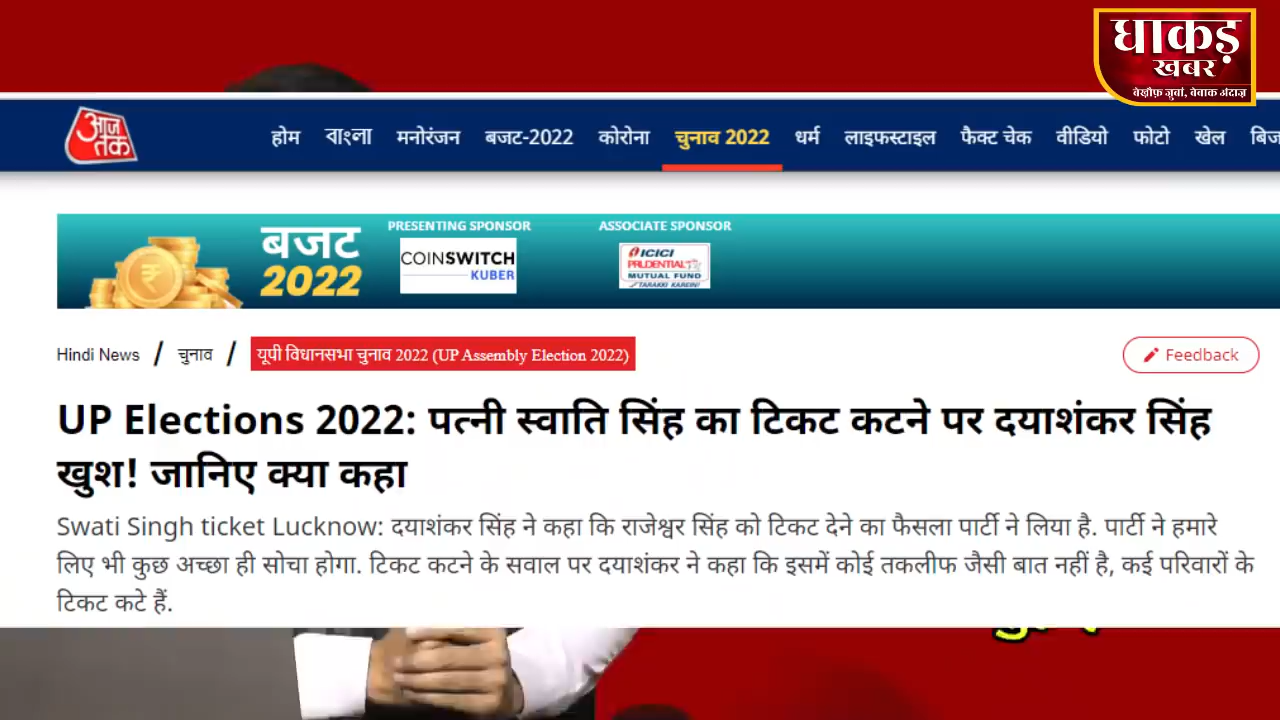 धाकड़
खबर
बेख़ौफ़ जुबां, बेबाक अंदाज़
आज
तक
होम বাংলা मनोरंजन बजट-2022 कोरोना चुनाव 2022 धर्म लाइफस्टाइल फैक्ट चेक वीडियो फोटो खेल
PRESENTING SPONSOR ASSOCIATE SPONSOR
बजट
2022
COINSWITCH
KUBER
ICICI
PRUDENTIAL
MUTUAL FUND
TARAKKI KAREIN!
Hindi News / चुनाव / यूपी विधानसभा चुनाव 2022 (UP Assembly Election 2022)
Feedback
UP Elections 2022: पत्नी स्वाति सिंह का टिकट कटने पर दयाशंकर सिंह
खुश! जानिए क्या कहा
Swati Singh ticket Lucknow: दयाशंकर सिंह ने कहा कि राजेश्वर सिंह को टिकट देने का फैसला पार्टी ने लिया है. पार्टी ने हमारे
लिए भी कुछ अच्छा ही सोचा होगा. टिकट कटने के सवाल पर दयाशंकर ने कहा कि इसमें कोई तकलीफ जैसी बात नहीं है, कई परिवारों के
टिकट कटे हैं.